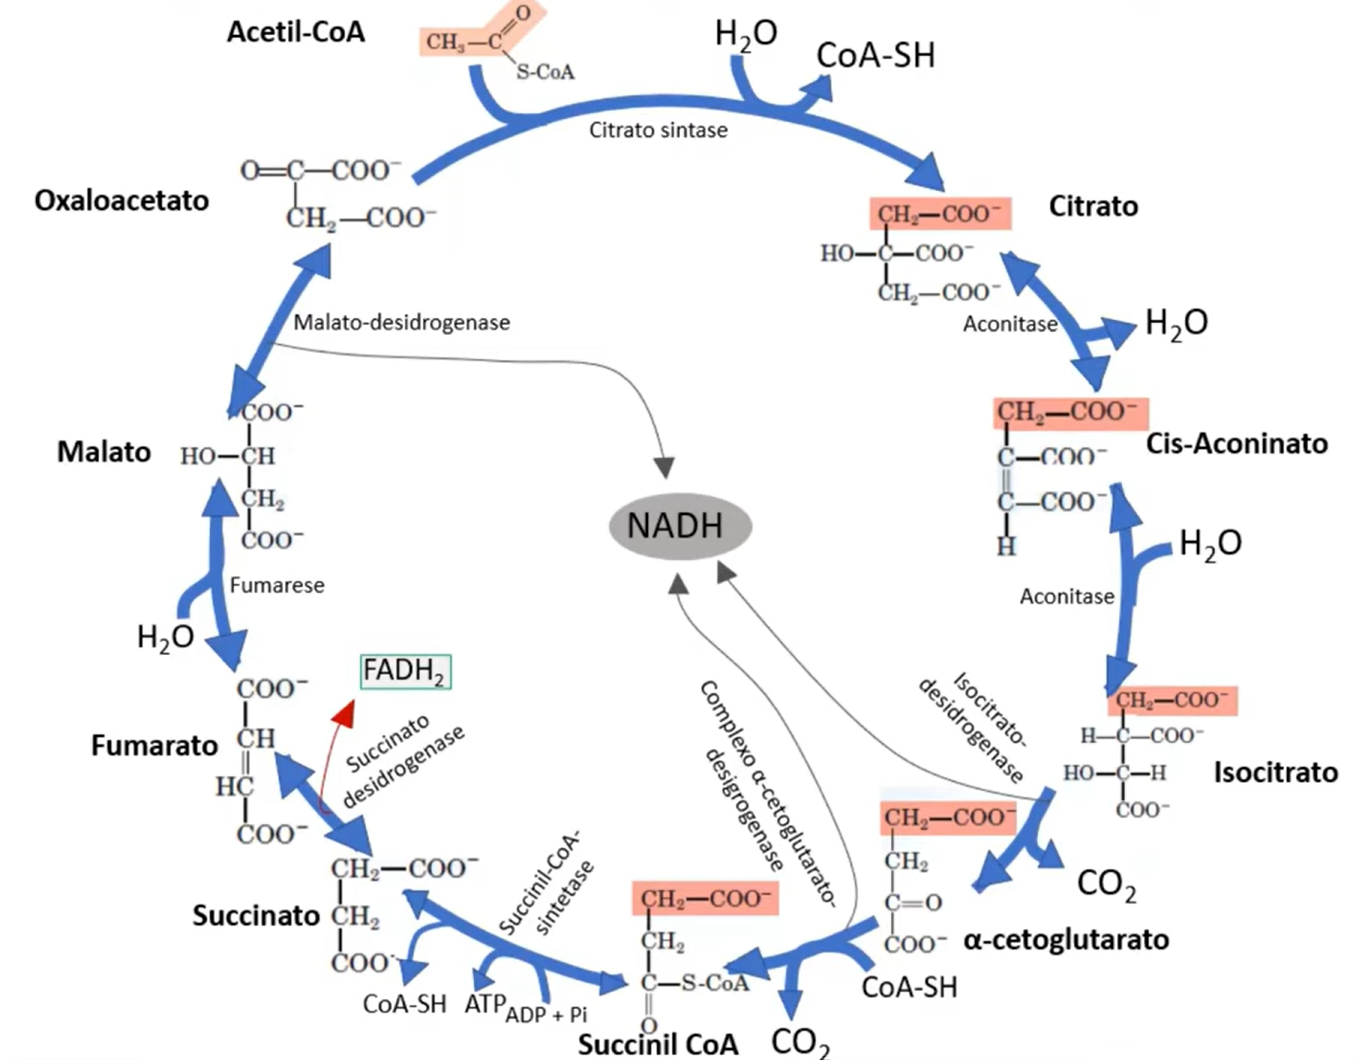 Acetil-CoA
CH₃—C
O
S-CoA
H₂O
CoA-SH
Citrato sintase
Oxaloacetato
O=C—COO⁻
CH₂—COO⁻
Citrato
CH₂—COO⁻
HO—C—COO⁻
CH₂—COO⁻
Aconitase
H₂O
Cis-Aconinato
CH₂—COO⁻
C—COO⁻
C—COO⁻
H
H₂O
Aconitase
Isocitrato
CH₂—COO⁻
H—C—COO⁻
HO—C—H
COO⁻
Isocitrato-
desidrogenase
CO₂
α-cetoglutarato
CH₂—COO⁻
CH₂
C=O
COO⁻
Complexo α-cetoglutarato-
desigrogenase
CoA-SH
CO₂
Succinil CoA
CH₂—COO⁻
CH₂
C—S-CoA
O
Succinil-CoA-
sintetase
CoA-SH
ATP
ADP + Pi
Succinato
CH₂—COO⁻
CH₂
COO⁻
Succinato
desidrogenase
FADH₂
Fumarato
COO⁻
CH
HC
COO⁻
H₂O
Fumarese
Malato
COO⁻
HO—CH
CH₂
COO⁻
Malato-desidrogenase
NADH